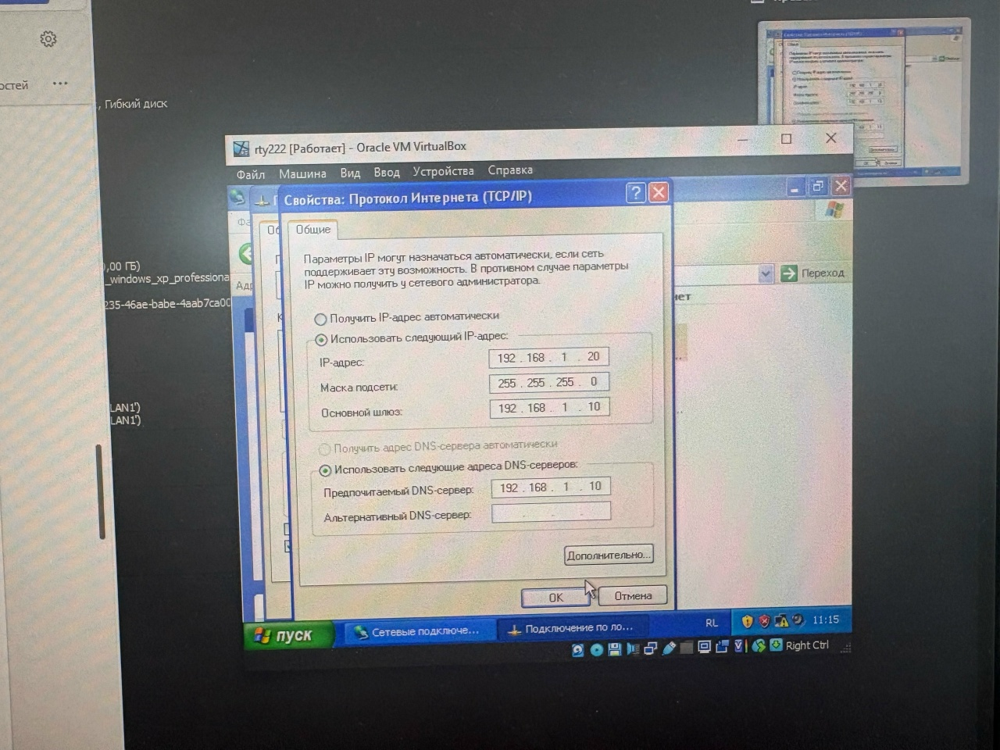 остей
, Гибкий диск
rty222 [Работает] - Oracle VM VirtualBox
Файл Машина Вид Ввод Устройства Справка
Свойства: Протокол Интернета (TCP/IP)
Общие
Параметры IP могут назначаться автоматически, если сеть
поддерживает эту возможность. В противном случае параметры
IP можно получить у сетевого администратора.
Получить IP-адрес автоматически
Использовать следующий IP-адрес:
IP-адрес: 192 . 168 . 1 . 20
Маска подсети: 255 . 255 . 255 . 0
Основной шлюз: 192 . 168 . 1 . 10
Получить адрес DNS-сервера автоматически
Использовать следующие адреса DNS-серверов:
Предпочитаемый DNS-сервер: 192 . 168 . 1 . 10
Альтернативный DNS-сервер: . . .
Дополнительно...
ОК Отмена
Переход
,00 ГБ)
_windows_xp_professiona
235-46ae-babe-4aab7ca00
LAN1')
LAN1')
пуск
Сетевые подключе...
Подключение по ло...
RL
11:15
Right Ctrl